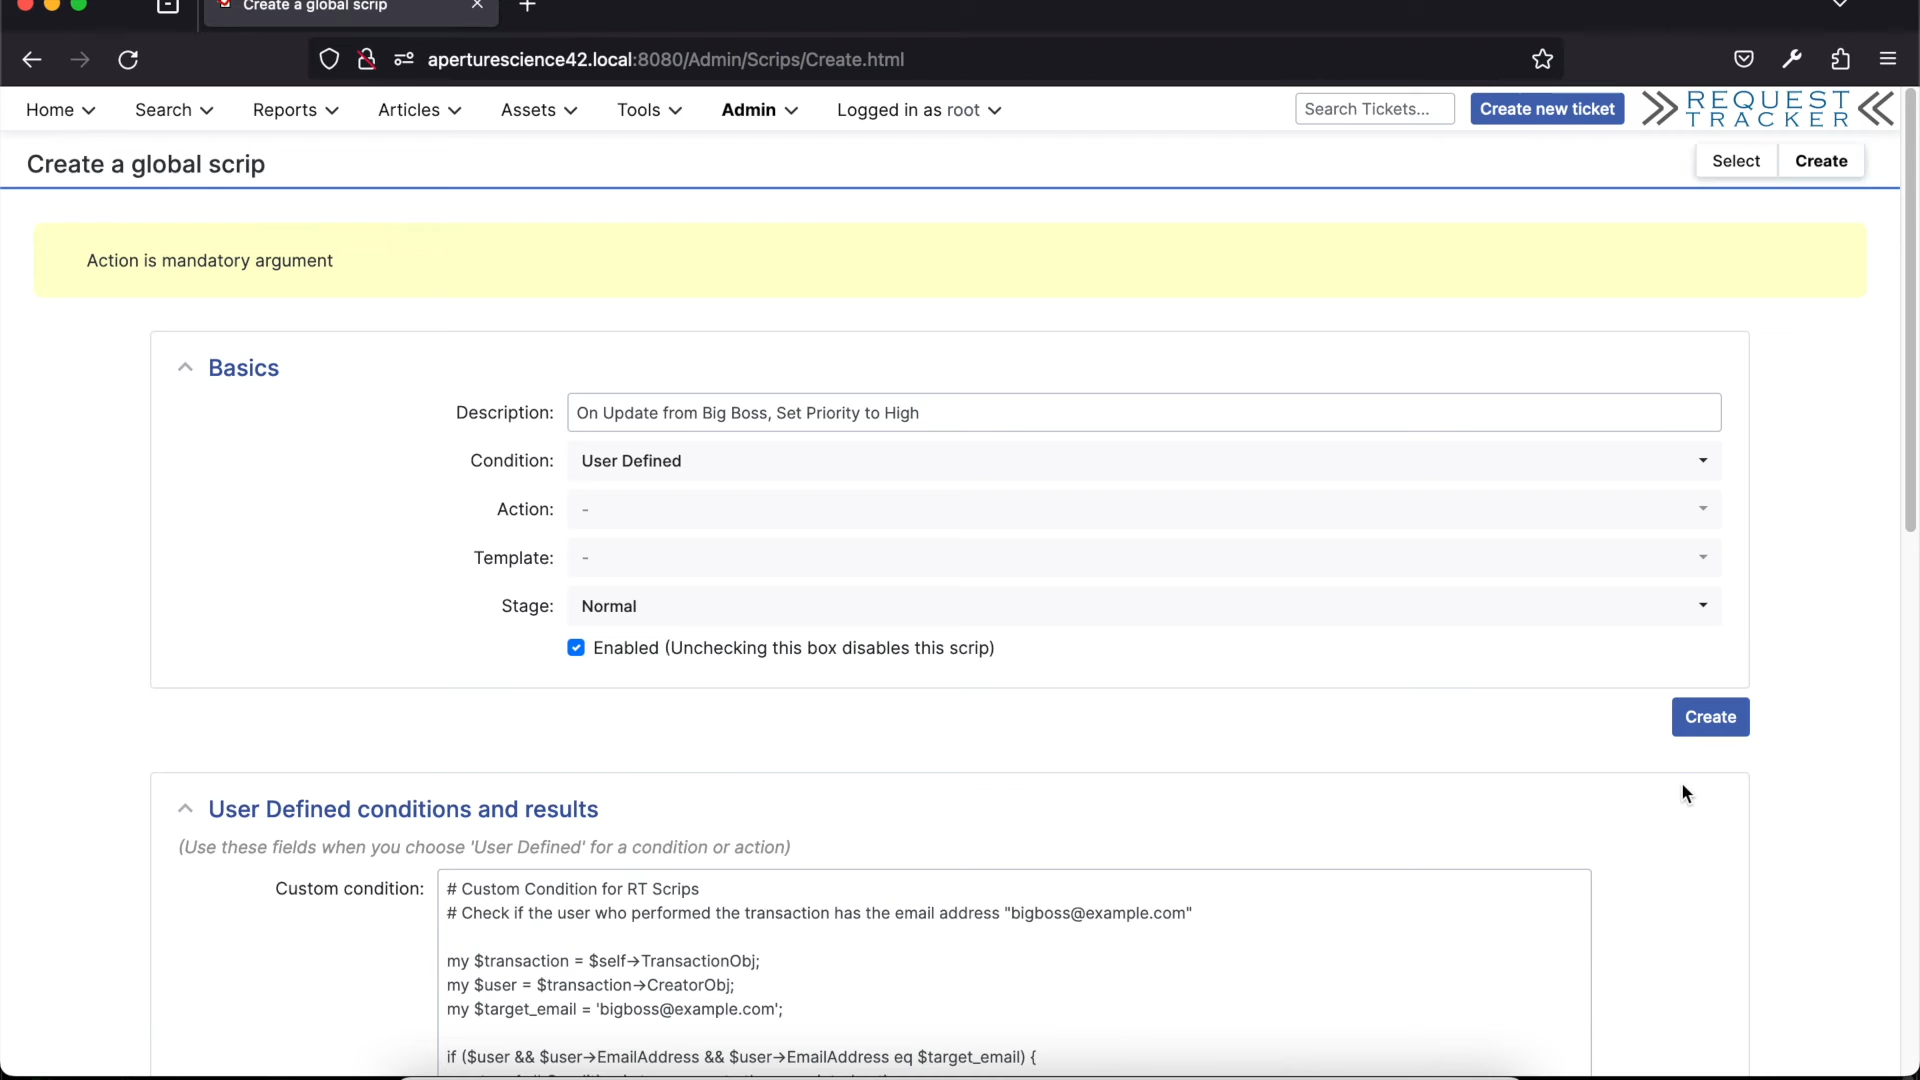 Create a global scrip
aperturescience42.local:8080/Admin/Scrips/Create.html
Home Search Reports Articles Assets Tools Admin Logged in as root Search Tickets... Create new ticket REQUEST TRACKER
Create a global scrip
Select Create
Action is mandatory argument
Basics
Description: On Update from Big Boss, Set Priority to High
Condition: User Defined
Action: -
Template: -
Stage: Normal
Enabled (Unchecking this box disables this scrip)
Create
User Defined conditions and results
(Use these fields when you choose 'User Defined' for a condition or action)
Custom condition: # Custom Condition for RT Scrips
# Check if the user who performed the transaction has the email address "bigboss@example.com"
my $transaction = $self->TransactionObj;
my $user = $transaction->CreatorObj;
my $target_email = 'bigboss@example.com';
if ($user && $user->EmailAddress && $user->EmailAddress eq $target_email) {